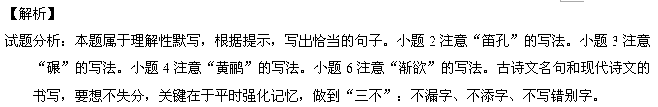 【解析】
试题分析：本题属于理解性默写，根据提示，写出恰当的句子。小题 2 注意“笛孔”的写法。小题 3 注意
“碾”的写法。小题 4 注意“黄鹂”的写法。小题 6 注意“渐欲”的写法。古诗文名句和现代诗文的
书写，要想不失分，关键在于平时强化记忆，做到“三不”：不漏字、不添字、不写错别字。